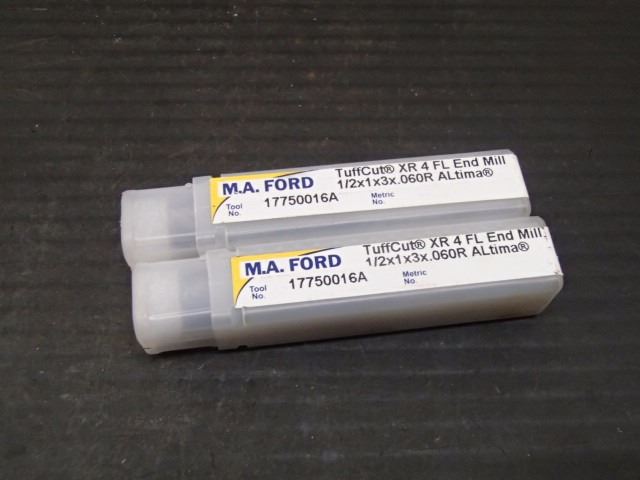 M.A. FORD
TuffCut® XR 4 FL End Mill
1/2x1x3x.060R ALtima®
Tool No. 17750016A
Metric No.
M.A. FORD
TuffCut® XR 4 FL End Mill
1/2x1x3x.060R ALtima®
Tool No. 17750016A
Metric No.